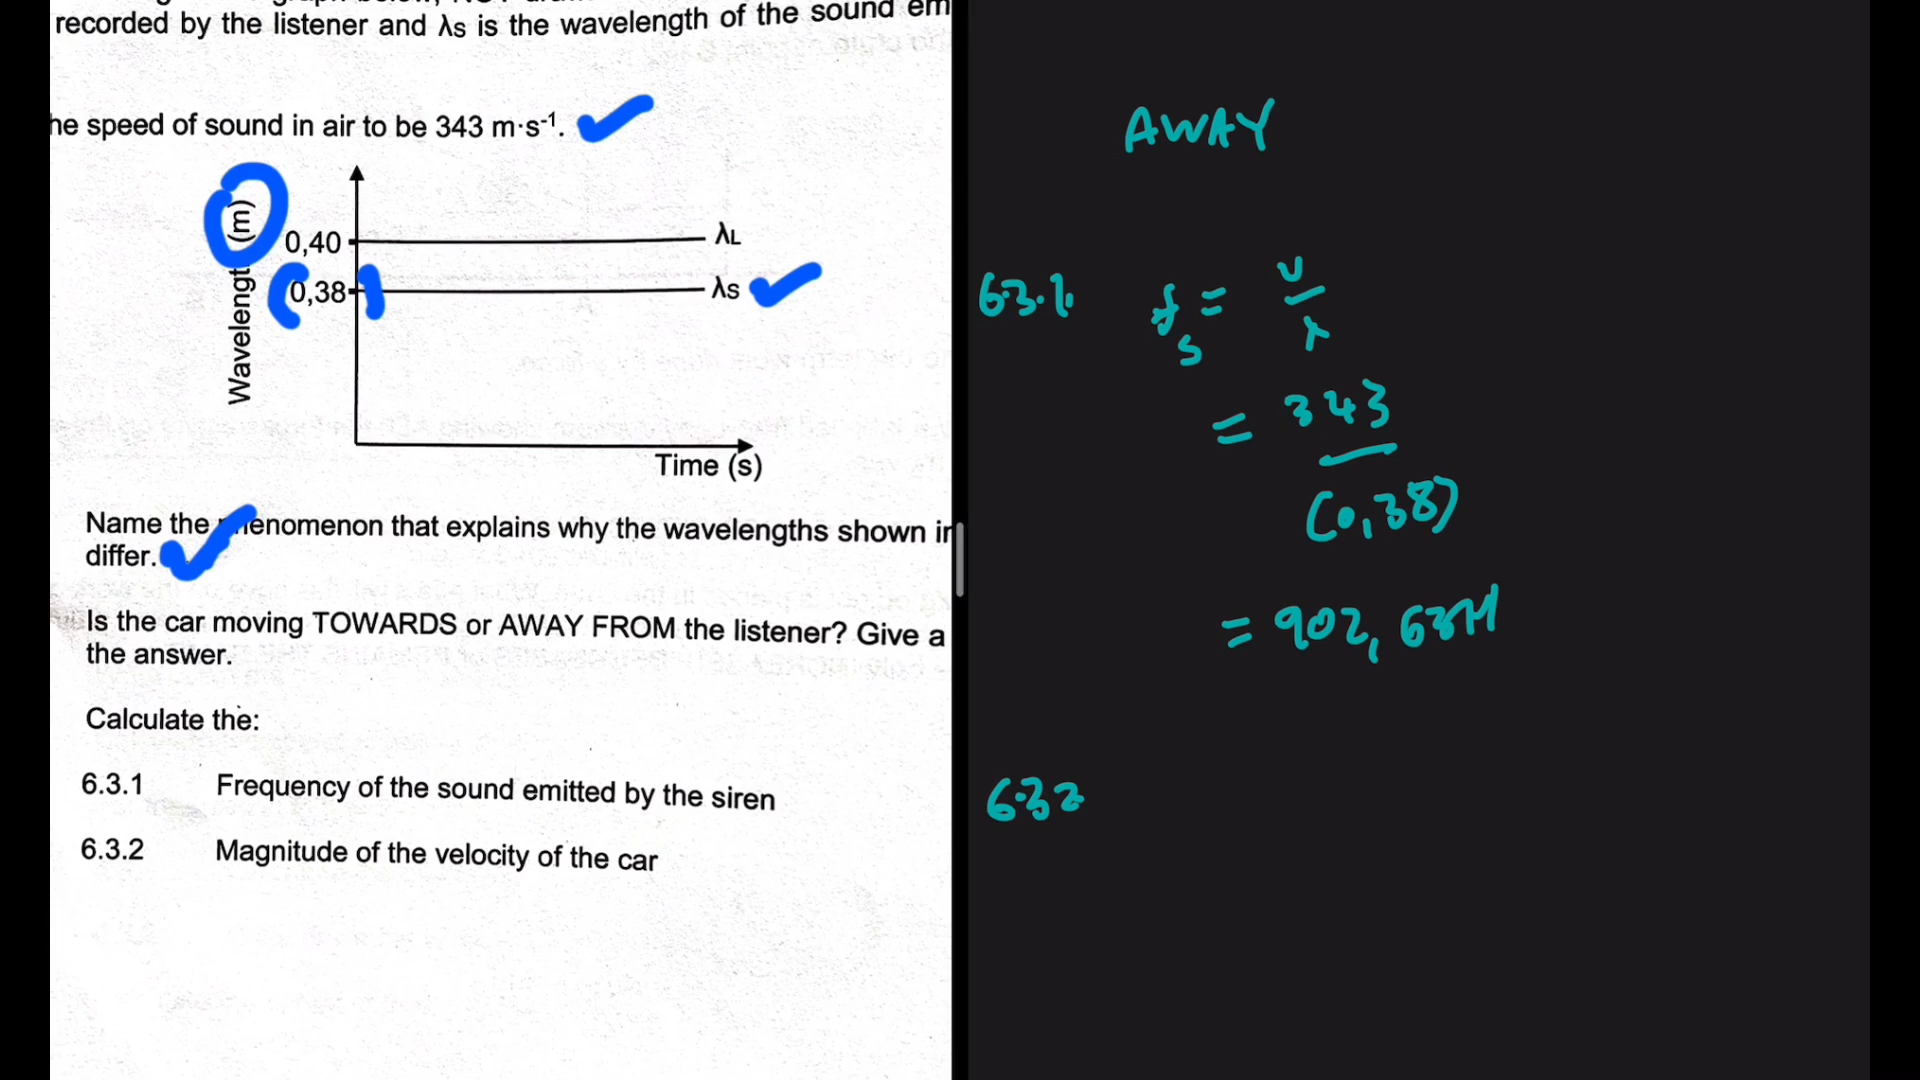 recorded by the listener and λs is the wavelength of the sound em
he speed of sound in air to be 343 m·s-1.
Wavelengt (m)
0,40
λL
0,38
λs
Time (s)
Name the enomenon that explains why the wavelengths shown in
differ.
Is the car moving TOWARDS or AWAY FROM the listener? Give a
the answer.
Calculate the:
6.3.1 Frequency of the sound emitted by the siren
6.3.2 Magnitude of the velocity of the car
AWAY
6.3.1 fs = v/λ
= 343
(0,38)
= 902,63H
6.3.2